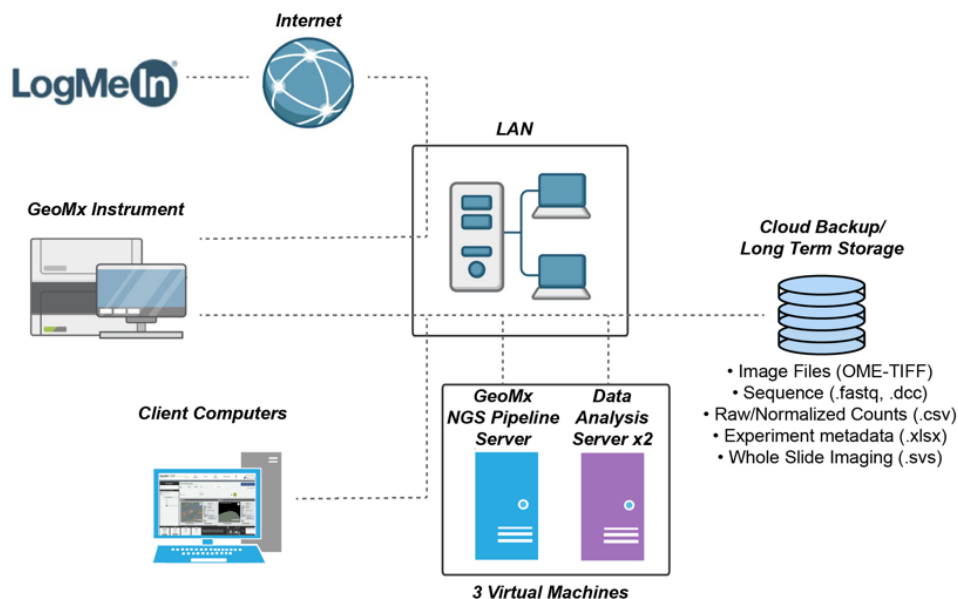 Internet
LogMeIn
LAN
GeoMx Instrument
Cloud Backup/
Long Term Storage
• Image Files (OME-TIFF)
• Sequence (.fastq, .dcc)
• Raw/Normalized Counts (.csv)
• Experiment metadata (.xlsx)
• Whole Slide Imaging (.svs)
Client Computers
GeoMx
NGS Pipeline
Server
Data
Analysis
Server x2
3 Virtual Machines